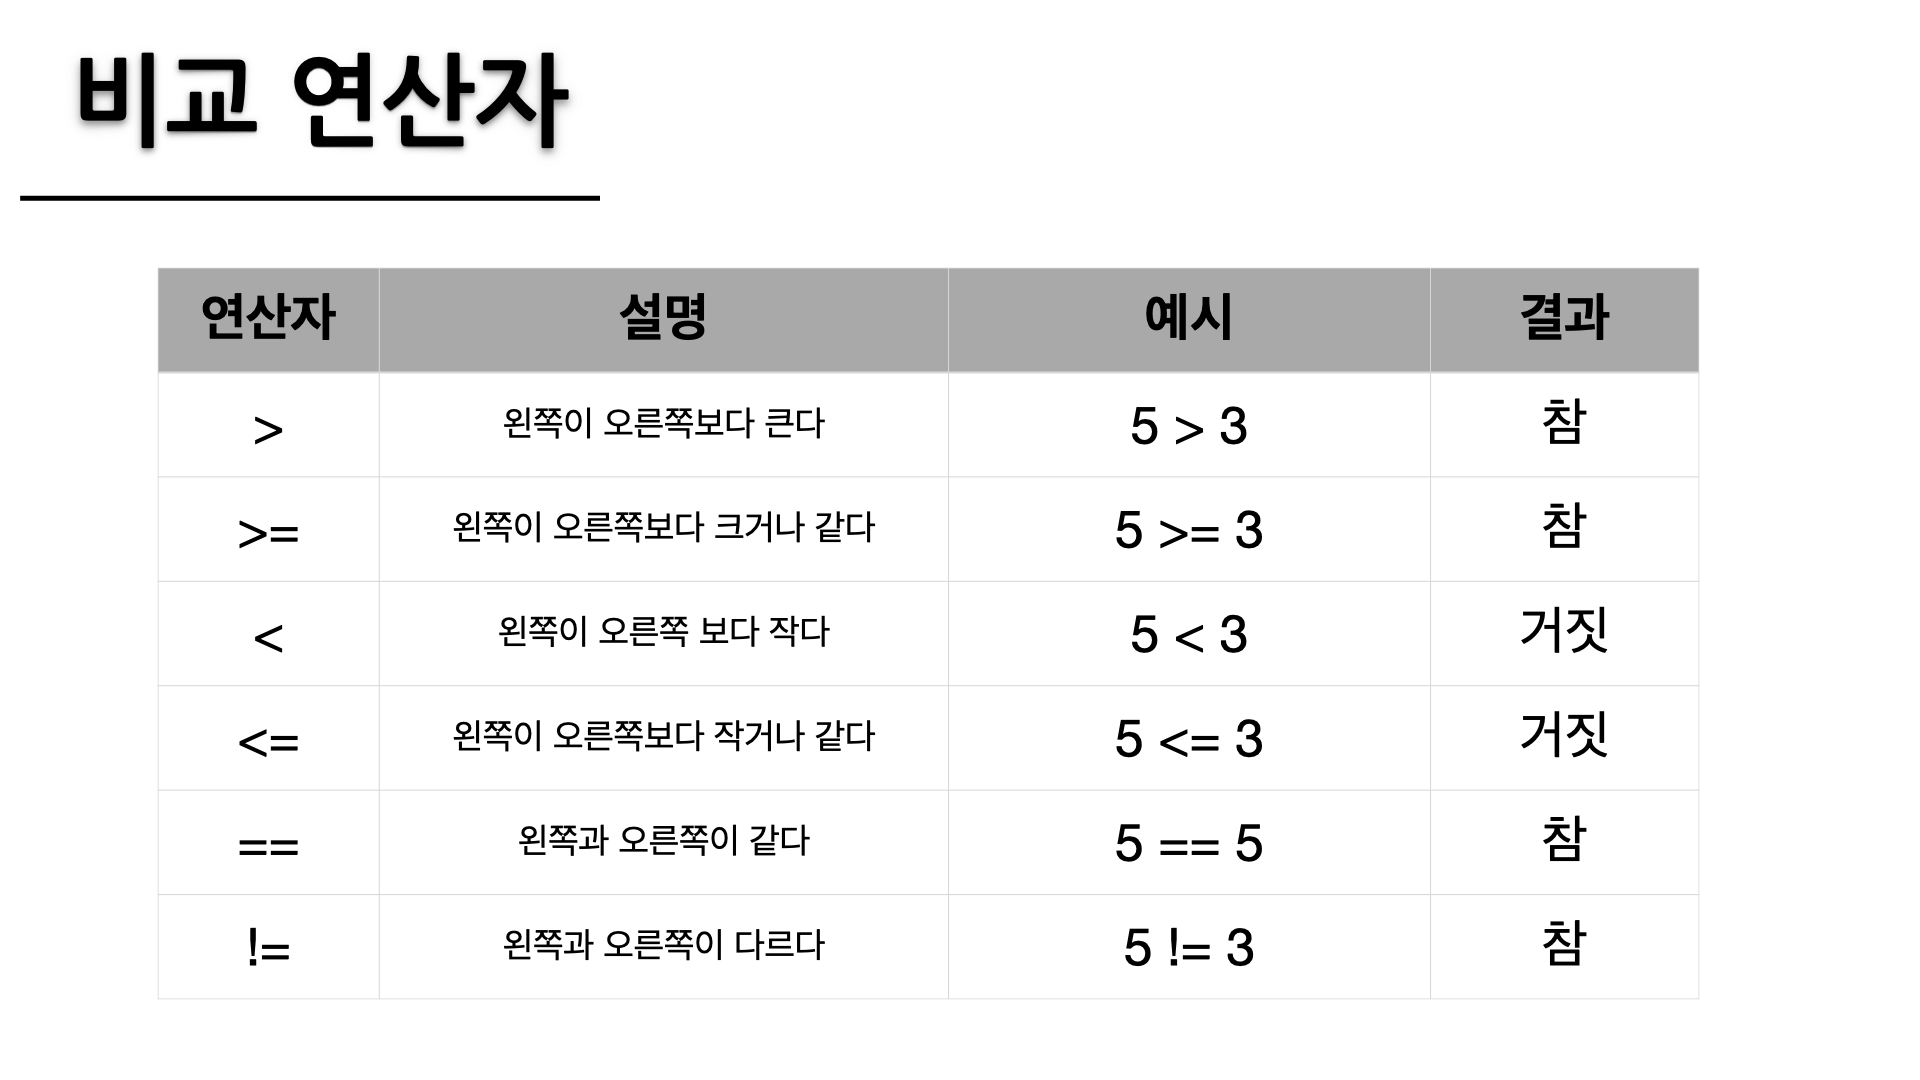 비교 연산자
연산자 설명 예시 결과
> 왼쪽이 오른쪽보다 큰다 5 > 3 참
>= 왼쪽이 오른쪽보다 크거나 같다 5 >= 3 참
< 왼쪽이 오른쪽 보다 작다 5 < 3 거짓
<= 왼쪽이 오른쪽보다 작거나 같다 5 <= 3 거짓
== 왼쪽과 오른쪽이 같다 5 == 5 참
!= 왼쪽과 오른쪽이 다르다 5 != 3 참